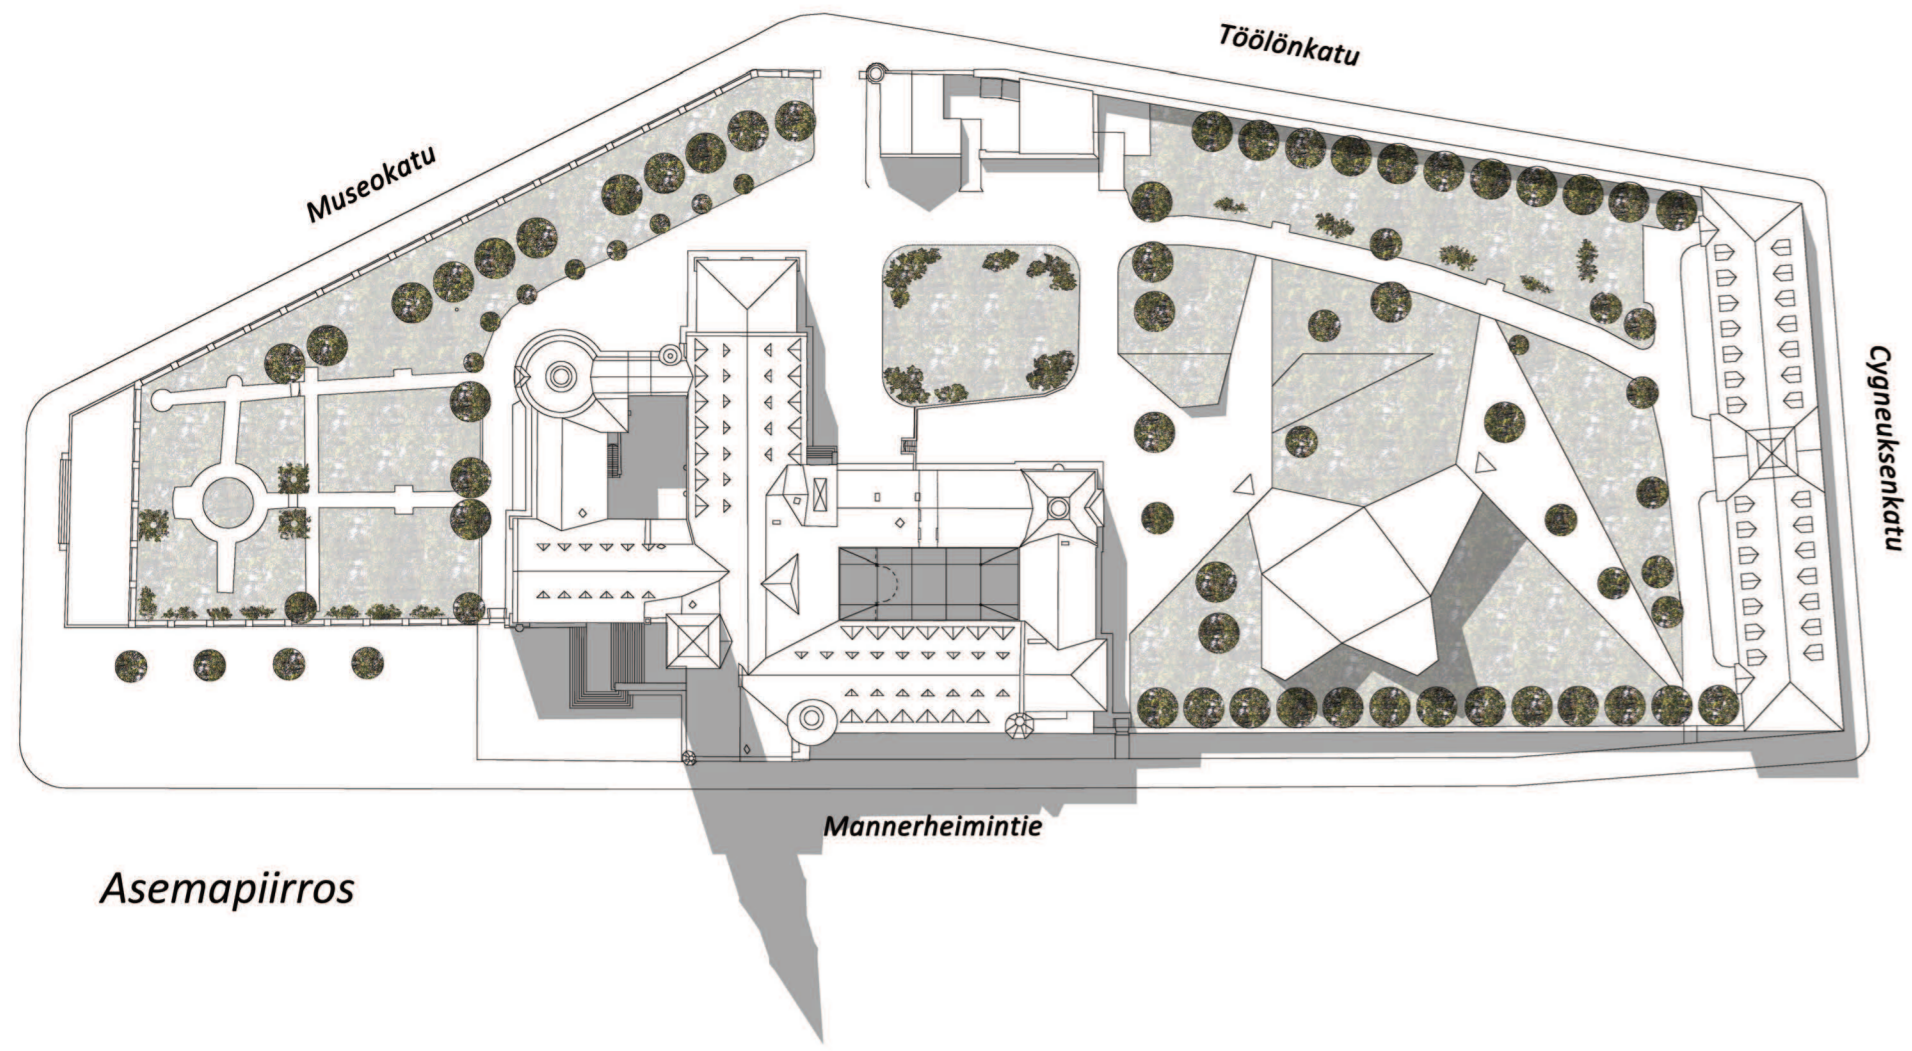 Töölönkatu
Museokatu
Cygneuksenkatu
Mannerheimintie
Asemapiirros